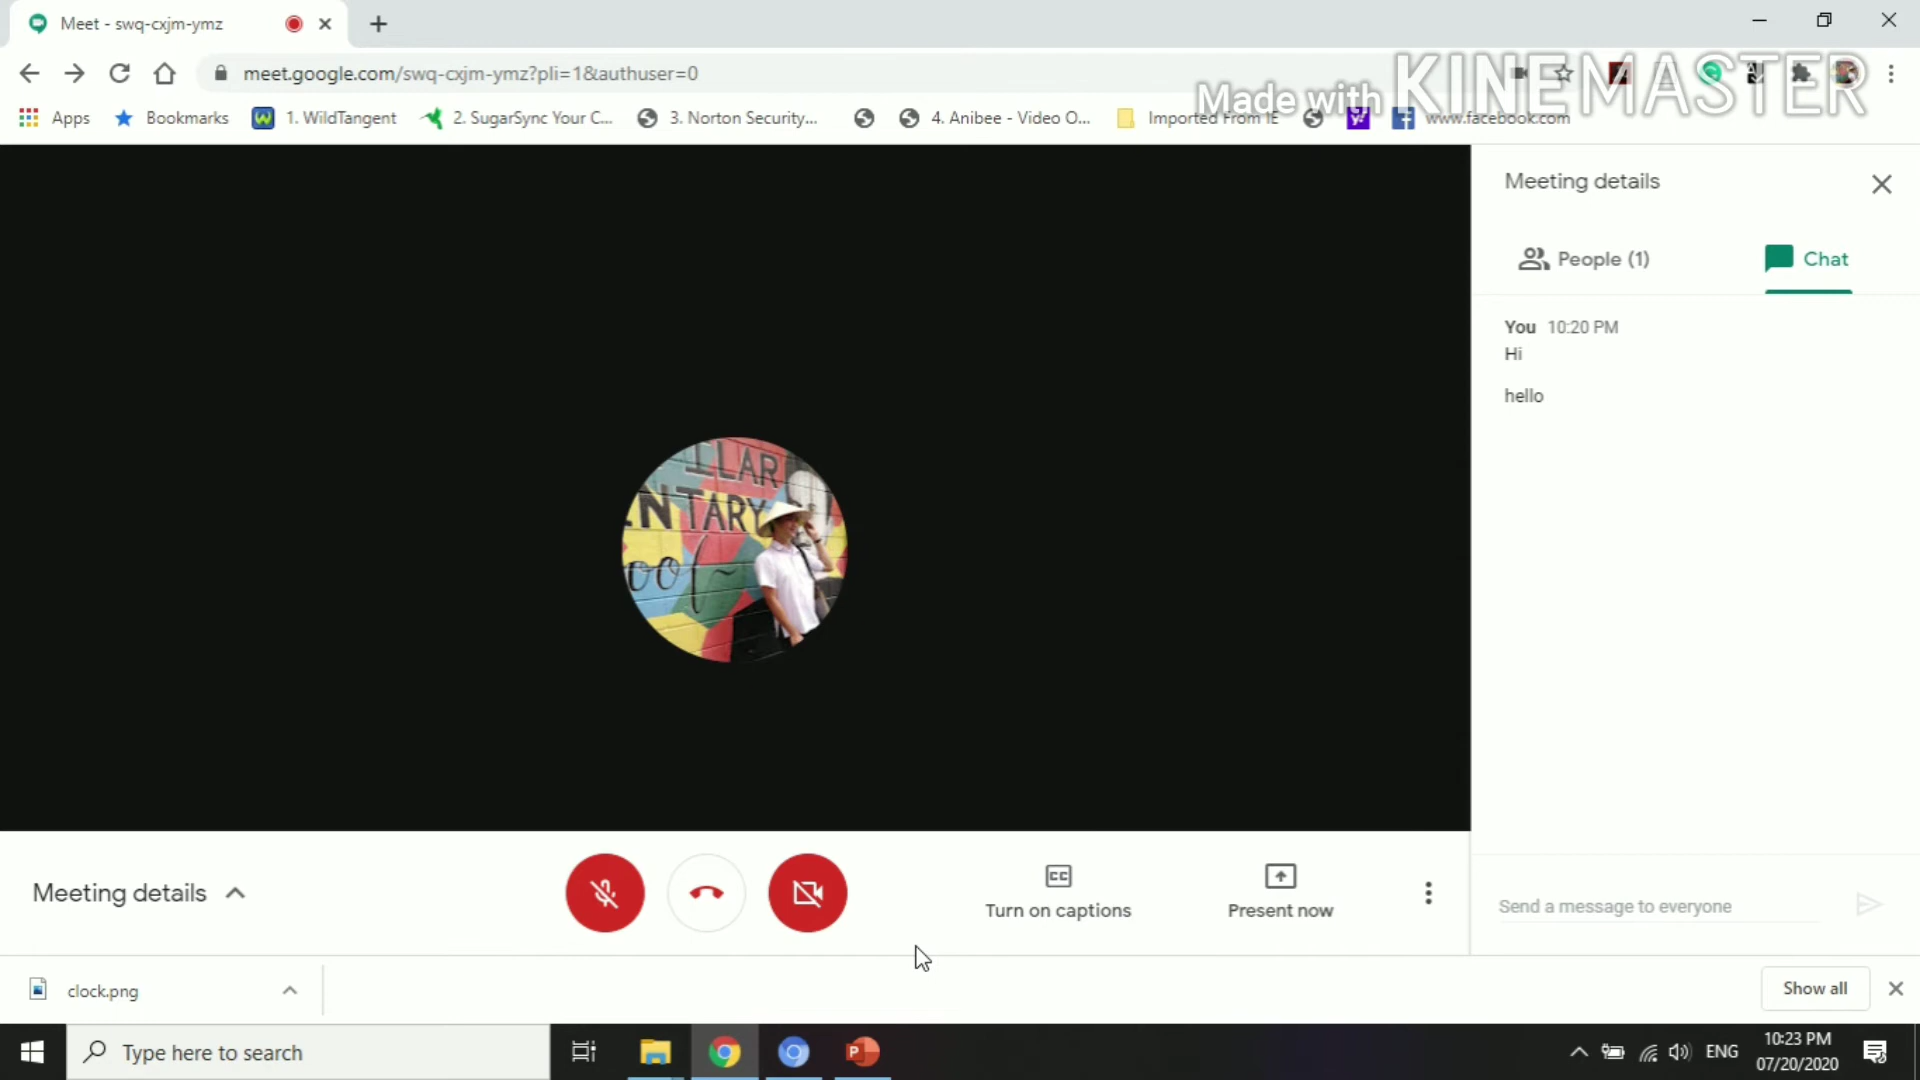 Meet - swq-cxjm-ymz
meet.google.com/swq-cxjm-ymz?pli=1&authuser=0
Made with KINEMASTER
Apps Bookmarks 1. WildTangent 2. SugarSync Your C... 3. Norton Security... 4. Anibee - Video O... Imported From IE www.facebook.com
Meeting details
People (1) Chat
You 10:20 PM
Hi
hello
ILAR
NTARY
ool
Meeting details
Turn on captions
Present now
Send a message to everyone
clock.png
Show all
Type here to search
ENG
10:23 PM
07/20/2020